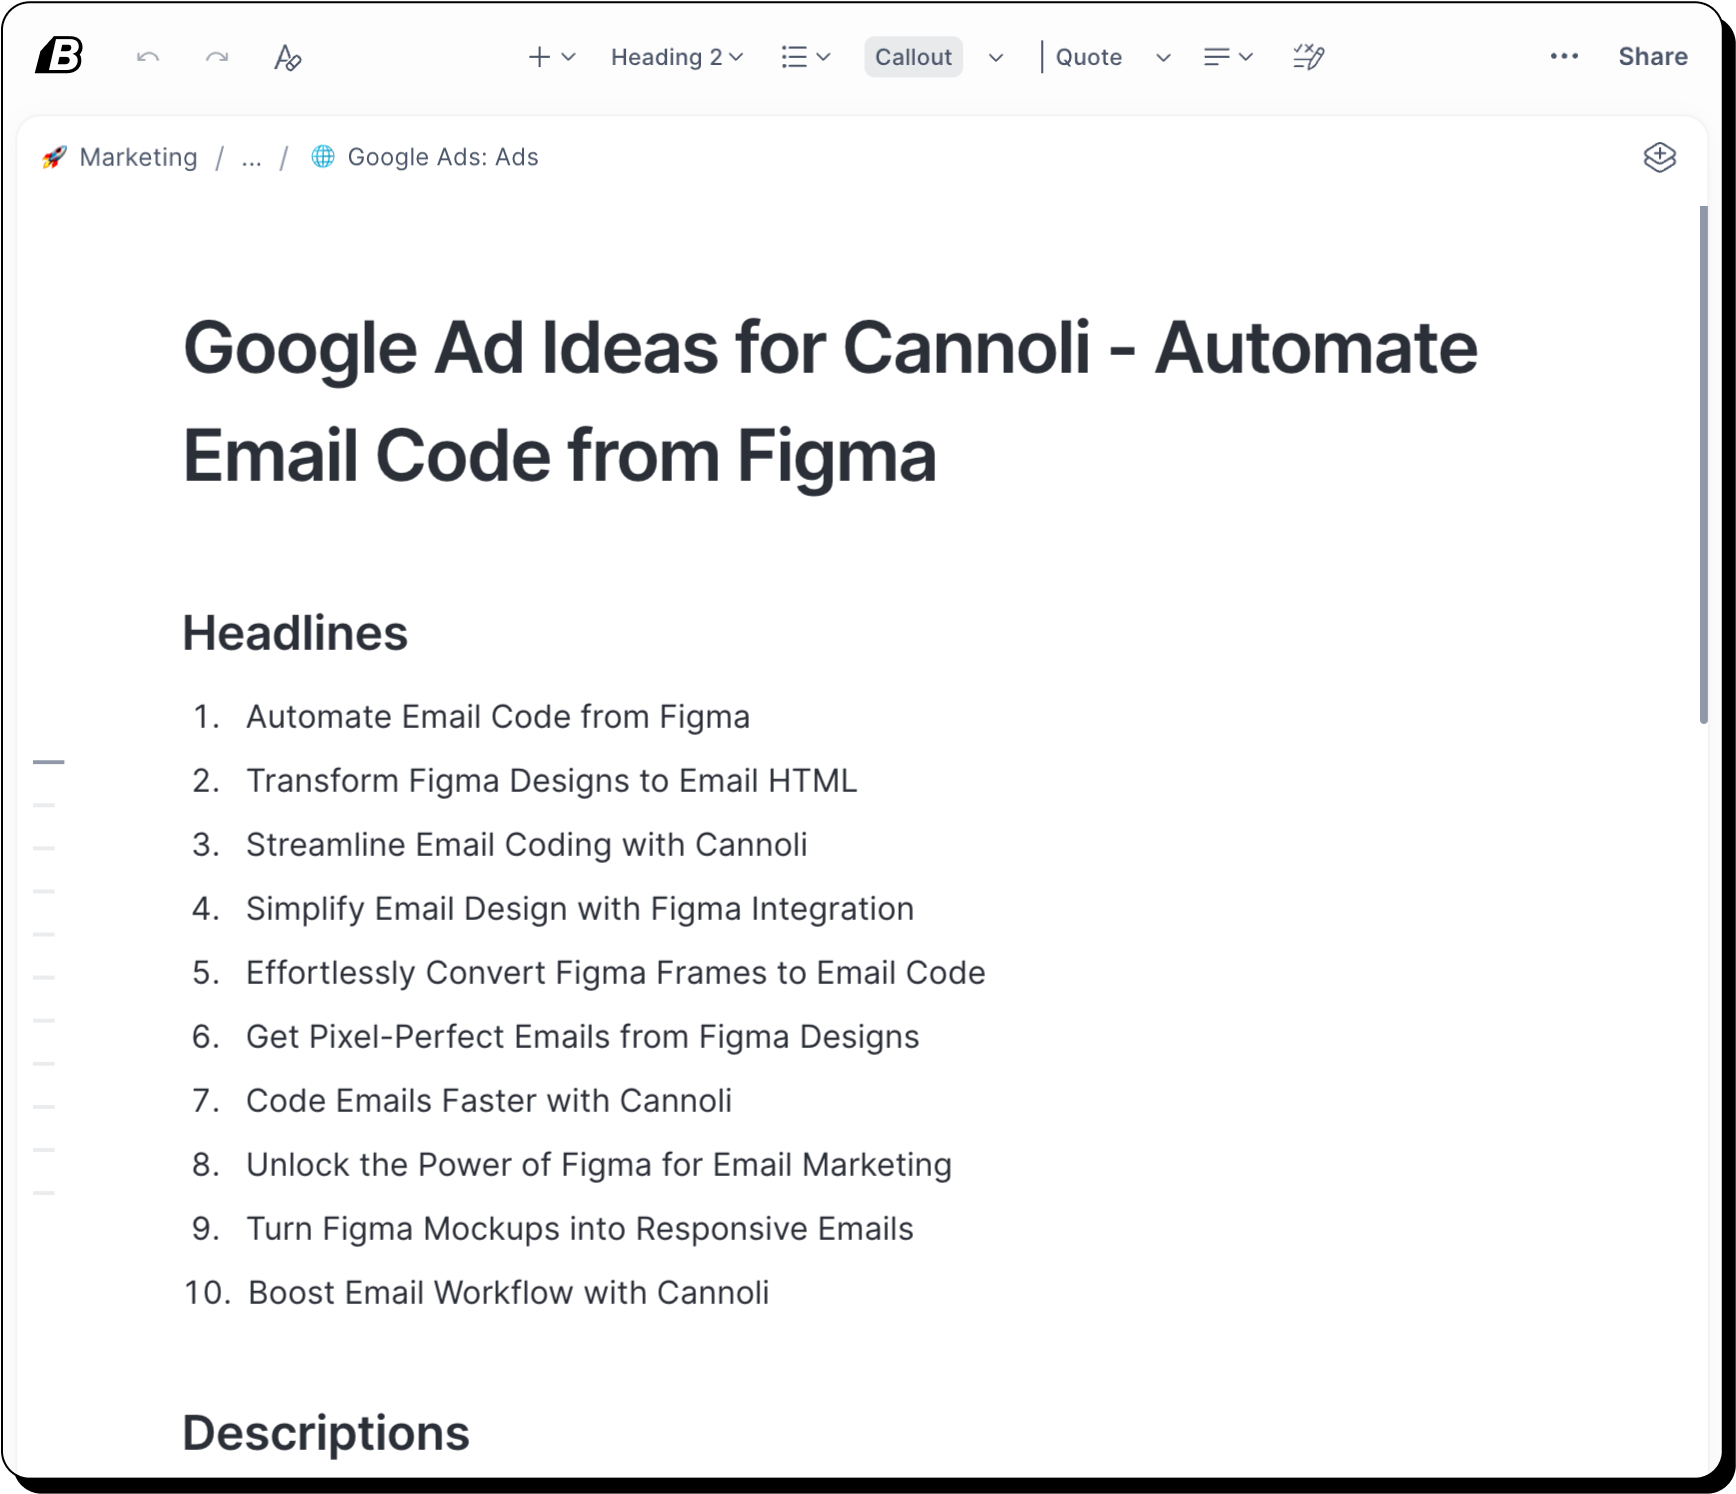 B
Heading 2 Callout Quote ... Share
Marketing / ... / Google Ads: Ads
Google Ad Ideas for Cannoli - Automate
Email Code from Figma
Headlines
1. Automate Email Code from Figma
2. Transform Figma Designs to Email HTML
3. Streamline Email Coding with Cannoli
4. Simplify Email Design with Figma Integration
5. Effortlessly Convert Figma Frames to Email Code
6. Get Pixel-Perfect Emails from Figma Designs
7. Code Emails Faster with Cannoli
8. Unlock the Power of Figma for Email Marketing
9. Turn Figma Mockups into Responsive Emails
10. Boost Email Workflow with Cannoli
Descriptions